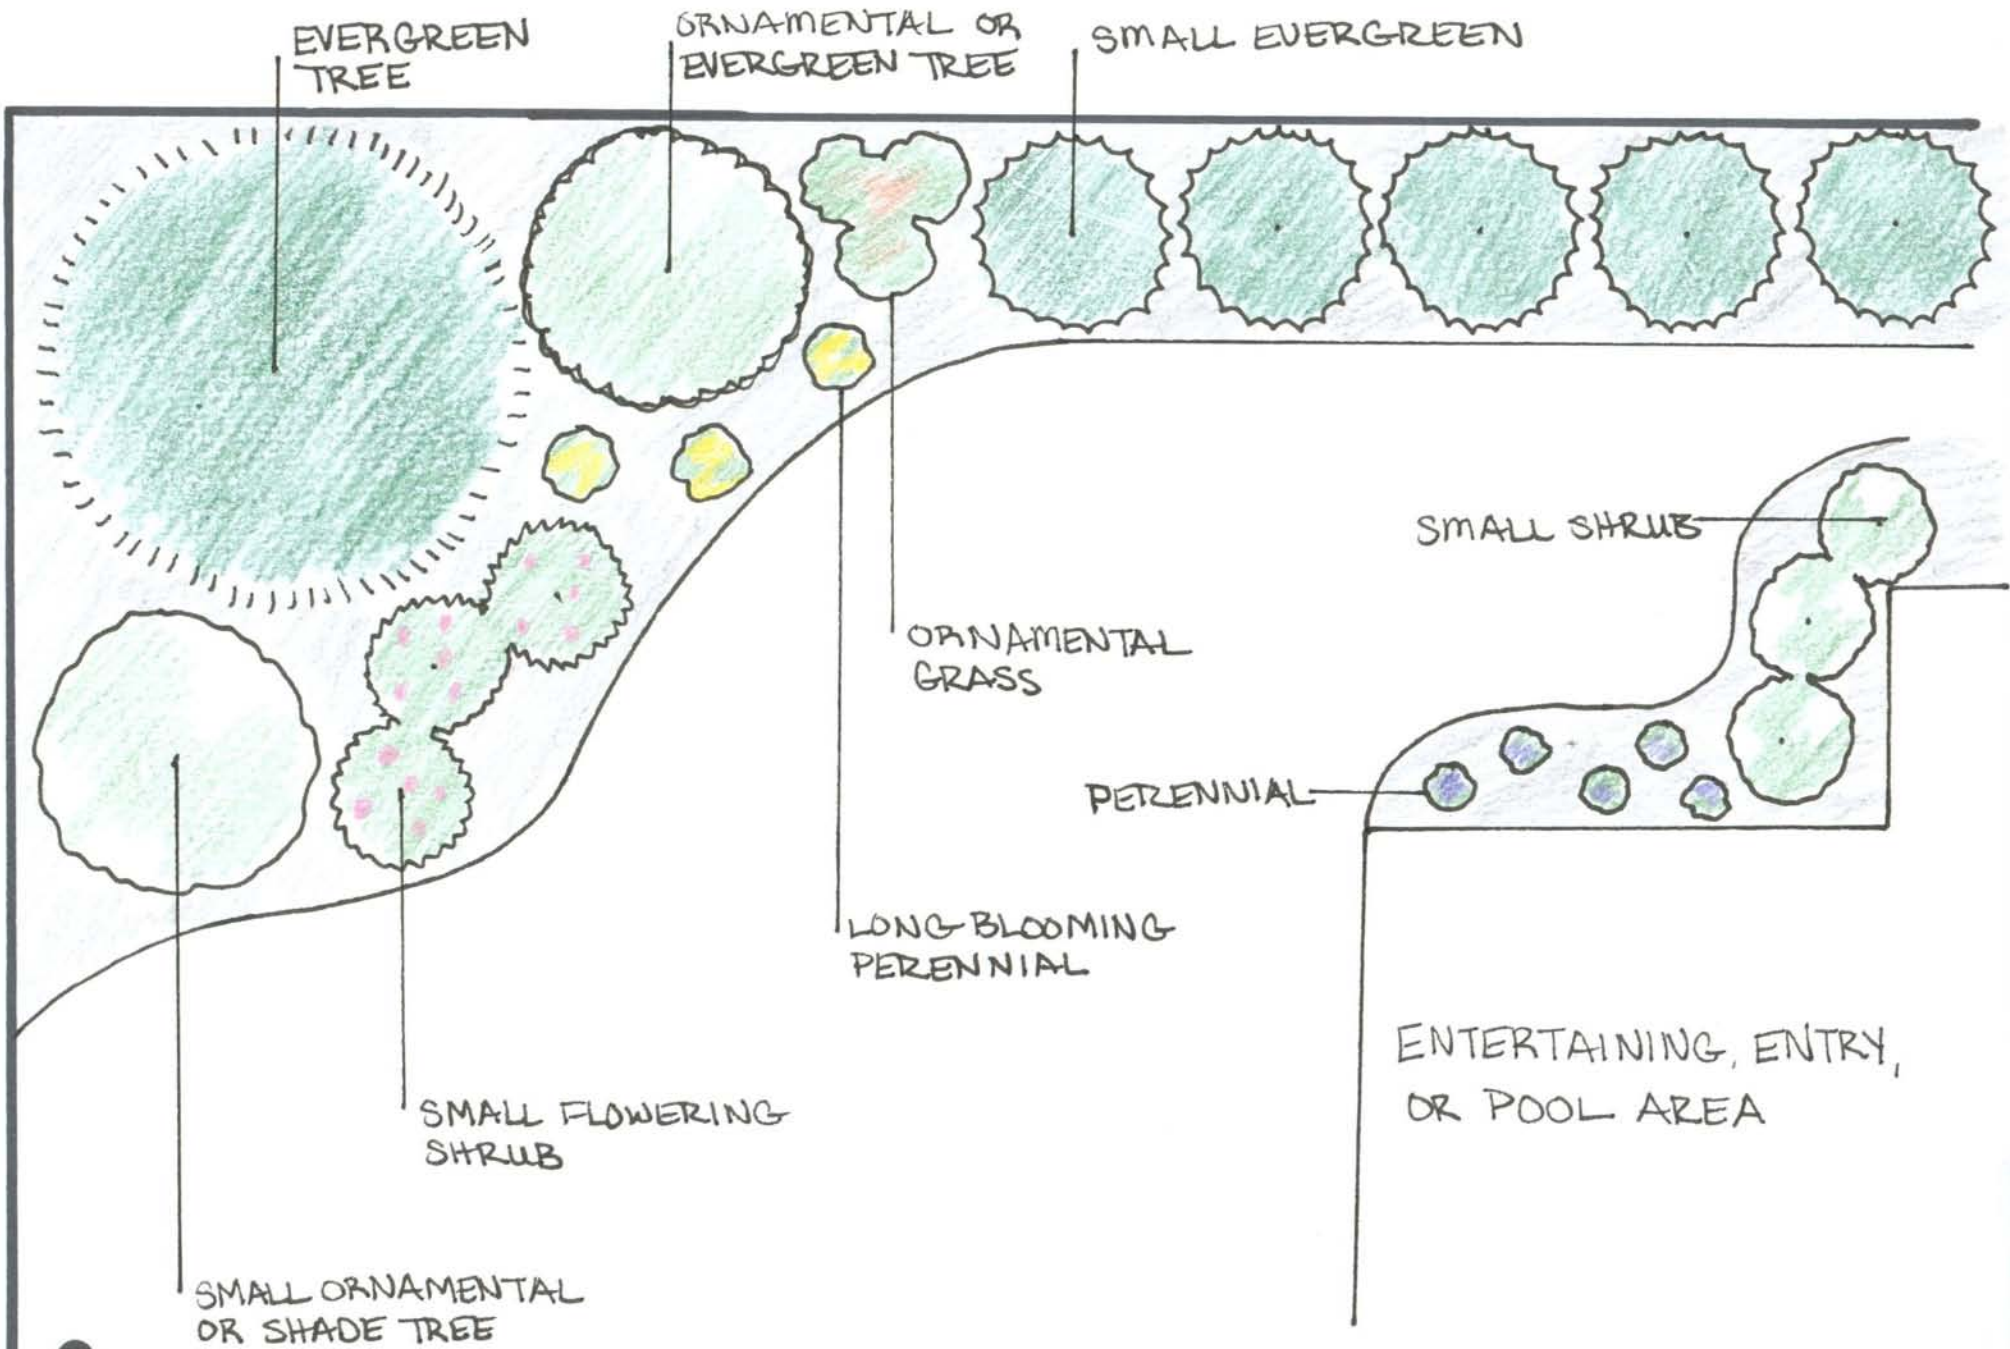 EVERGREEN
TREE
ORNAMENTAL OR
EVERGREEN TREE
SMALL EVERGREEN
SMALL SHRUB
ORNAMENTAL
GRASS
PERENNIAL
LONG-BLOOMING
PERENNIAL
ENTERTAINING, ENTRY,
OR POOL AREA
SMALL FLOWERING
SHRUB
SMALL ORNAMENTAL
OR SHADE TREE